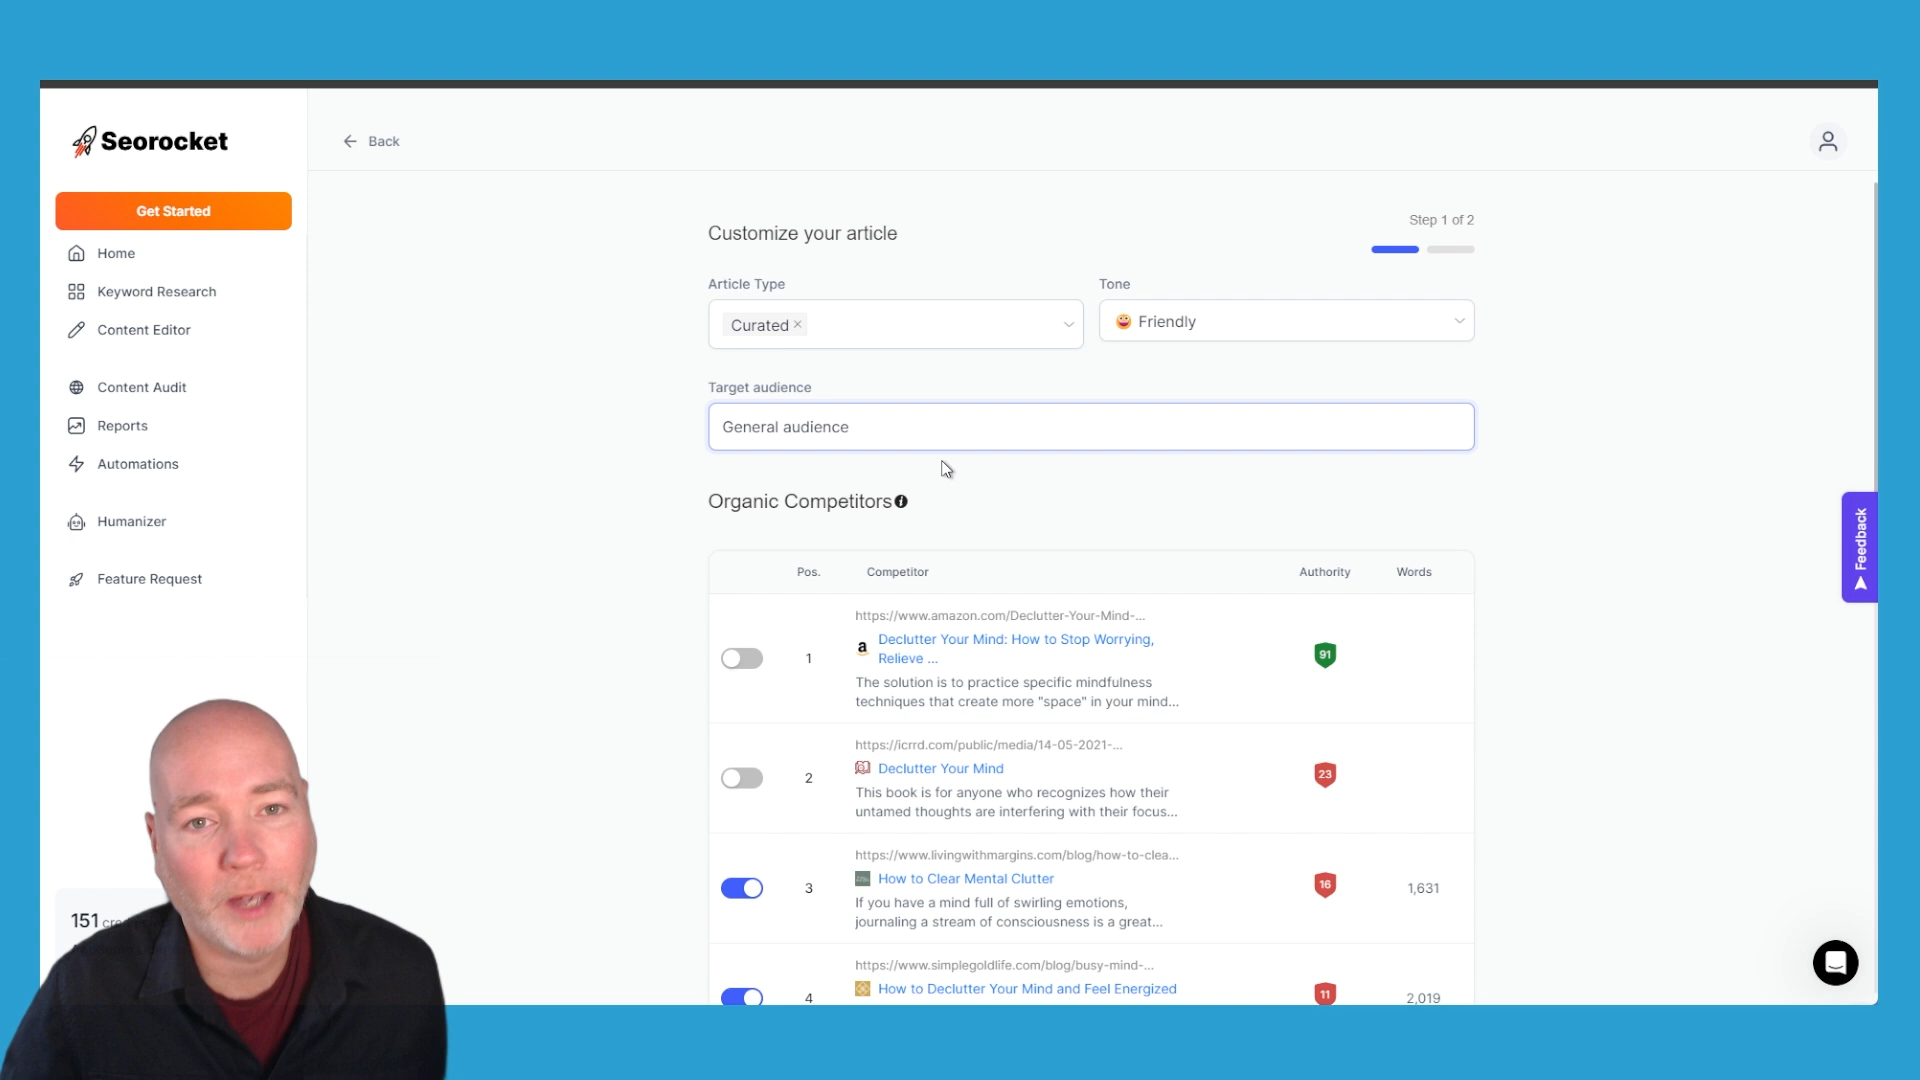 Seorocket
Back
Get Started
Home
Keyword Research
Content Editor
Content Audit
Reports
Automations
Humanizer
Feature Request
151
Customize your article
Step 1 of 2
Article Type
Tone
Curated ×
Friendly
Target audience
General audience
Organic Competitors
Pos. Competitor Authority Words
https://www.amazon.com/Declutter-Your-Mind-...
1 a Declutter Your Mind: How to Stop Worrying, 91
Relieve ...
The solution is to practice specific mindfulness
techniques that create more "space" in your mind...
https://icrrd.com/public/media/14-05-2021-...
2 Declutter Your Mind 23
This book is for anyone who recognizes how their
untamed thoughts are interfering with their focus...
https://www.livingwithmargins.com/blog/how-to-clea...
3 How to Clear Mental Clutter 16 1,631
If you have a mind full of swirling emotions,
journaling a stream of consciousness is a great...
https://www.simplegoldlife.com/blog/busy-mind-...
4 How to Declutter Your Mind and Feel Energized 11 2,019
Feedback